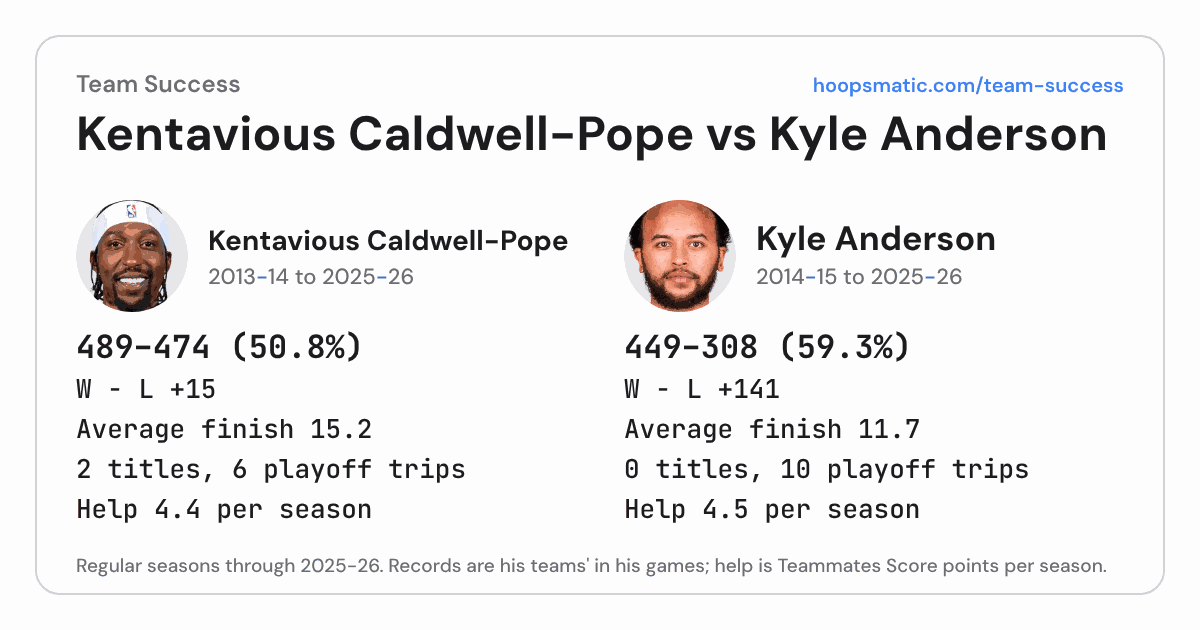 Team Success
hoopsmatic.com/team-success
Kentavious Caldwell-Pope vs Kyle Anderson
Kentavious Caldwell-Pope
2013-14 to 2025-26
489-474 (50.8%)
W - L +15
Average finish 15.2
2 titles, 6 playoff trips
Help 4.4 per season
Kyle Anderson
2014-15 to 2025-26
449-308 (59.3%)
W - L +141
Average finish 11.7
0 titles, 10 playoff trips
Help 4.5 per season
Regular seasons through 2025-26. Records are his teams' in his games; help is Teammates Score points per season.